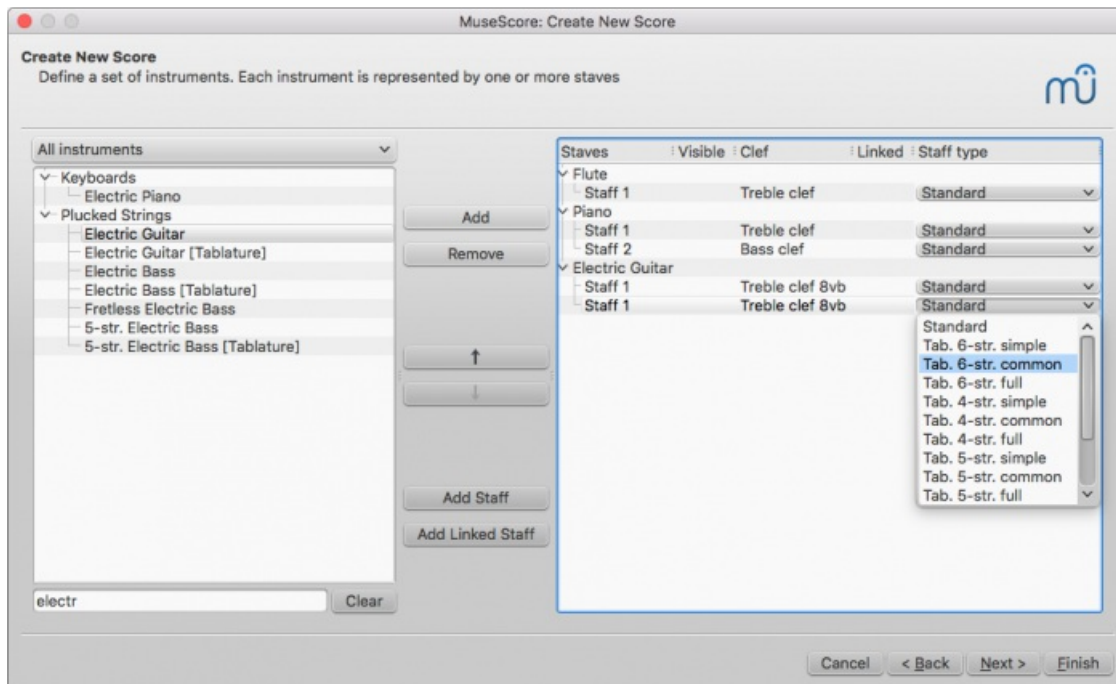 MuseScore: Create New Score
Create New Score
Define a set of instruments. Each instrument is represented by one or more staves
mu
All instruments
Keyboards
Electric Piano
Plucked Strings
Electric Guitar
Electric Guitar [Tablature]
Electric Bass
Electric Bass [Tablature]
Fretless Electric Bass
5-str. Electric Bass
5-str. Electric Bass [Tablature]
electr
Clear
Add
Remove
↑
↓
Add Staff
Add Linked Staff
Staves Visible Clef Linked Staff type
Flute
Staff 1 Treble clef Standard
Piano
Staff 1 Treble clef Standard
Staff 2 Bass clef Standard
Electric Guitar
Staff 1 Treble clef 8vb Standard
Staff 1 Treble clef 8vb Standard
Standard
Tab. 6-str. simple
Tab. 6-str. common
Tab. 6-str. full
Tab. 4-str. simple
Tab. 4-str. common
Tab. 4-str. full
Tab. 5-str. simple
Tab. 5-str. common
Tab. 5-str. full
Cancel < Back Next > Finish